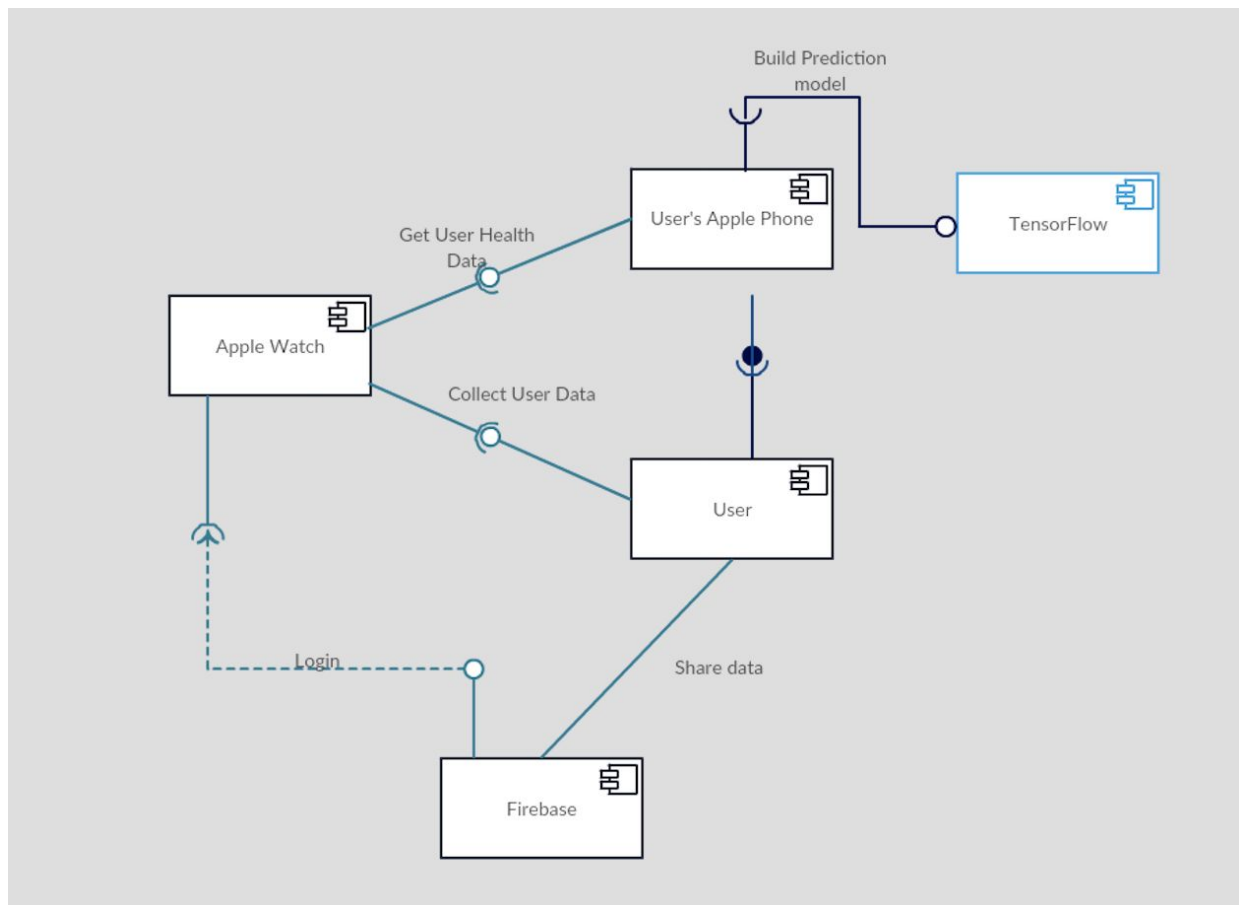 Build Prediction
model
User's Apple Phone
TensorFlow
Get User Health
Data
Apple Watch
Collect User Data
User
Login
Share data
Firebase